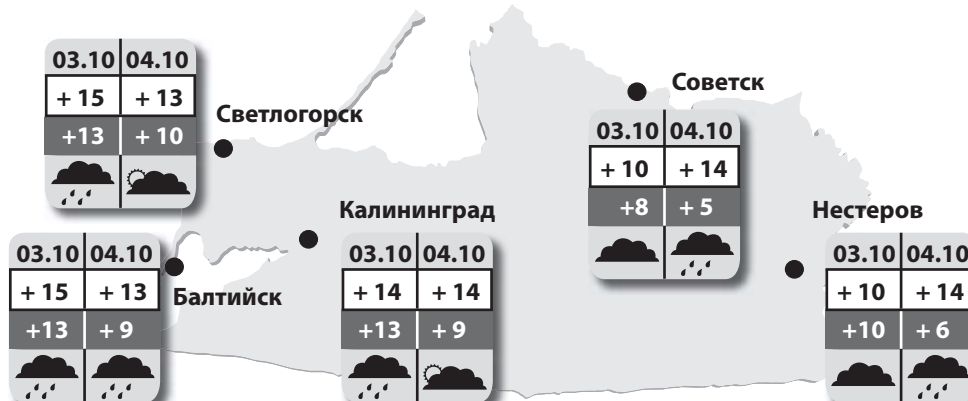 03.10 04.10
+ 15 + 13
+13 + 10
Светлогорск
Советск
03.10 04.10
+ 10 + 14
+8 + 5
Калининград
03.10 04.10
+ 14 + 14
+13 + 9
Нестеров
03.10 04.10
+ 10 + 14
+10 + 6
03.10 04.10
+ 15 + 13
+13 + 9
Балтийск